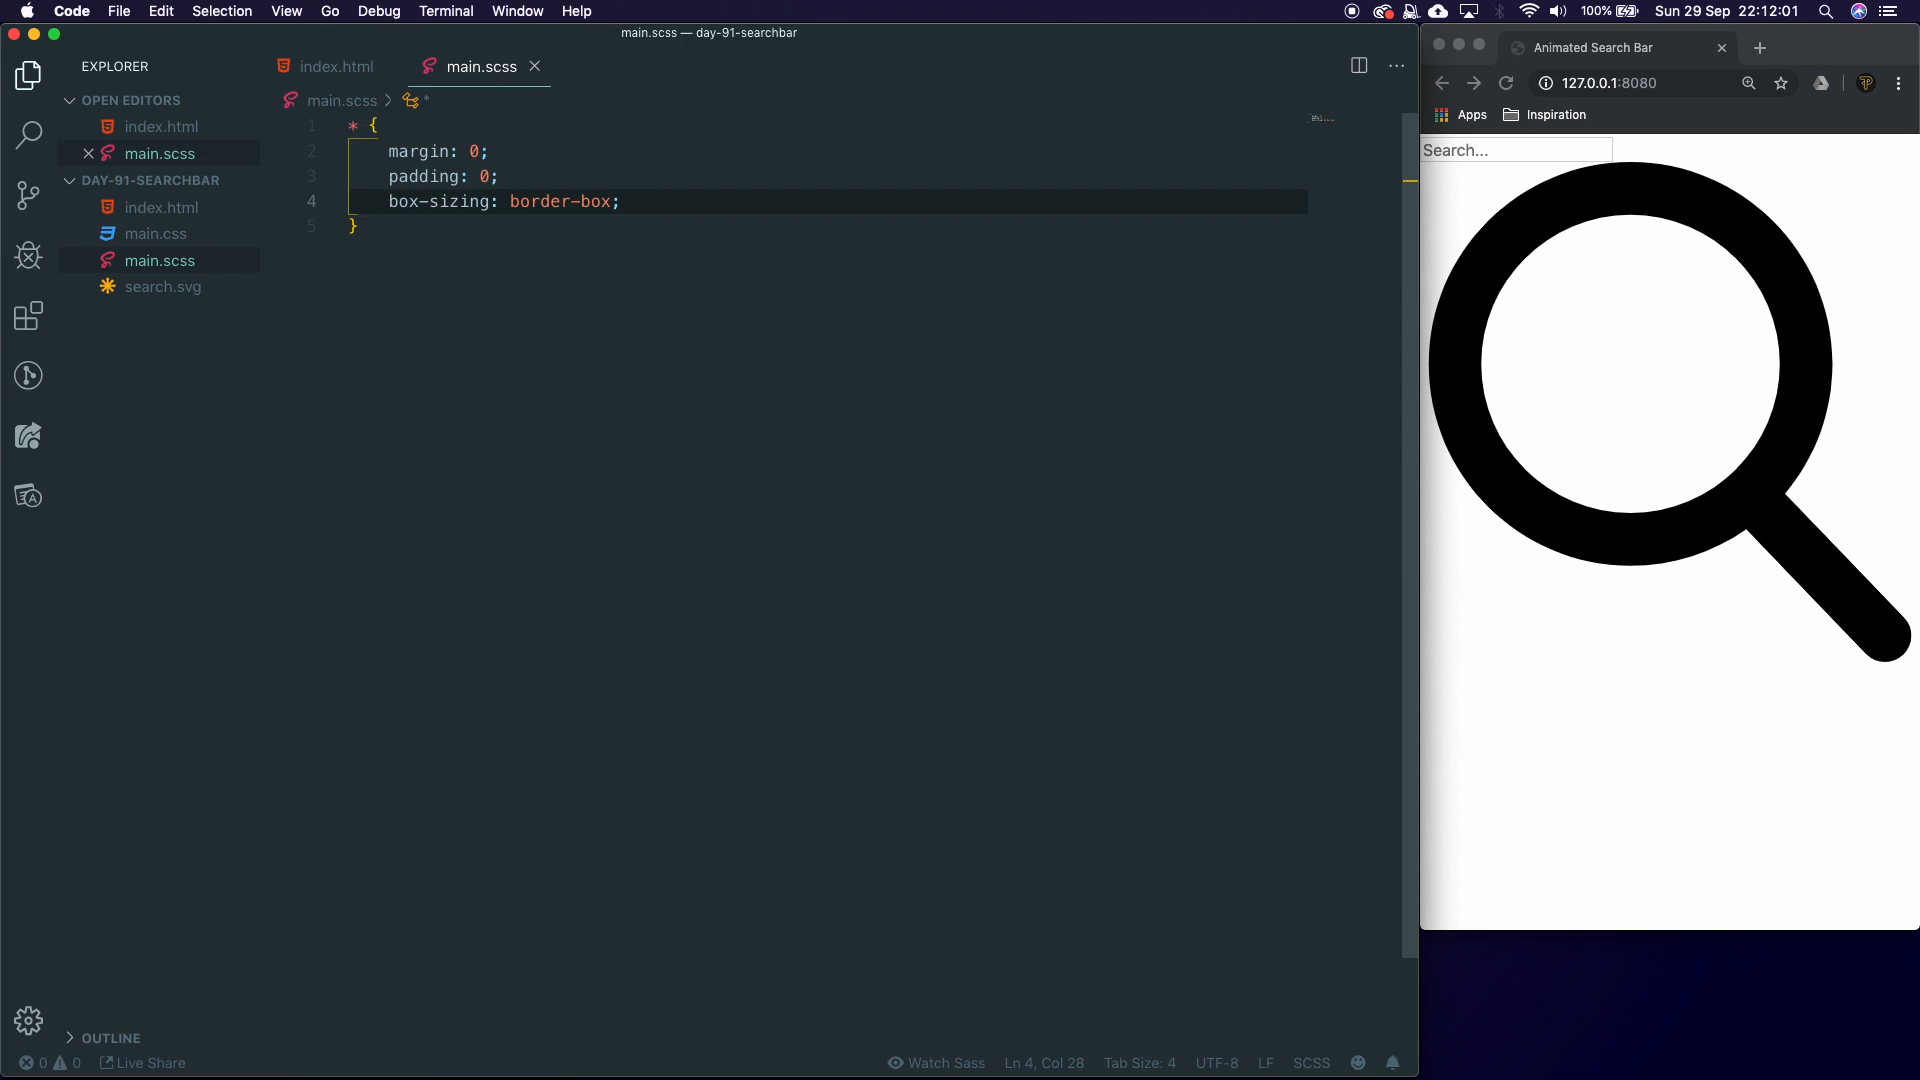 Code File Edit Selection View Go Debug Terminal Window Help 100% Sun 29 Sep 22:12:01
main.scss — day-91-searchbar
EXPLORER
OPEN EDITORS
index.html
main.scss
DAY-91-SEARCHBAR
index.html
main.css
main.scss
search.svg
OUTLINE
index.html main.scss
main.scss > *
1 * {
2 margin: 0;
3 padding: 0;
4 box-sizing: border-box;
5 }
0 0 Live Share Watch Sass Ln 4, Col 28 Tab Size: 4 UTF-8 LF SCSS
Animated Search Bar
127.0.0.1:8080
Apps Inspiration
Search...